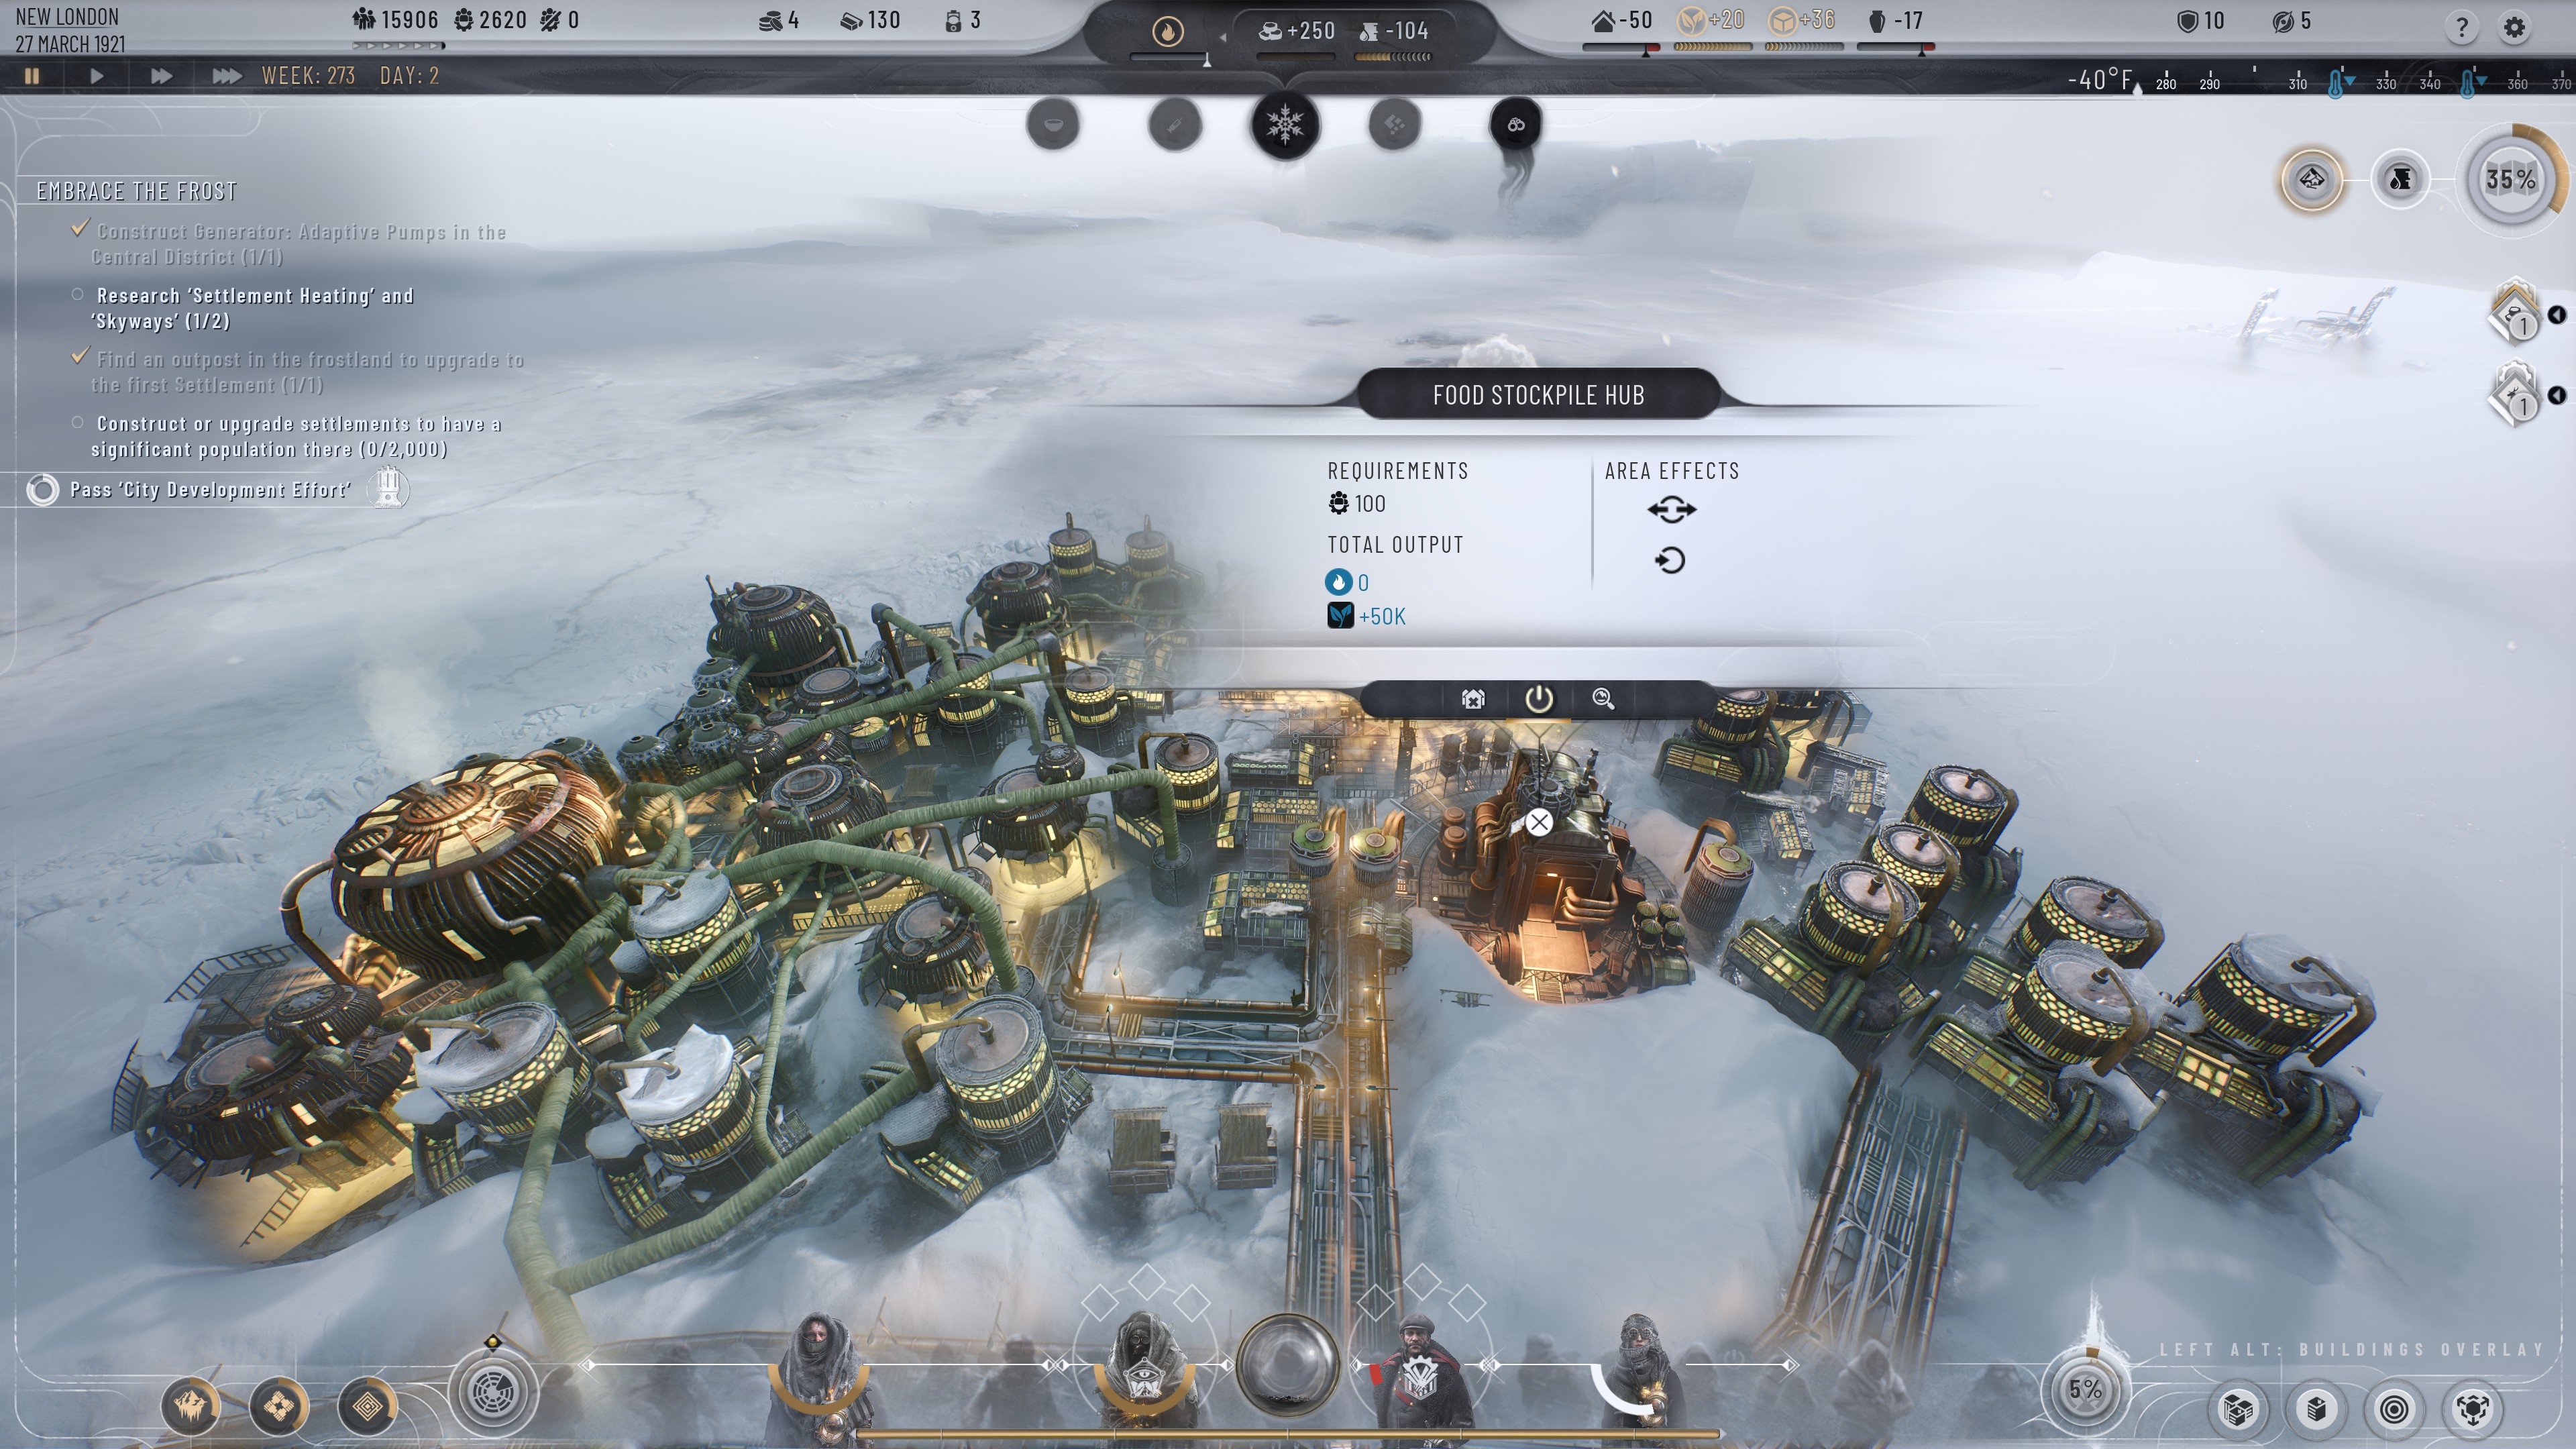 NEW LONDON
27 MARCH 1921
15906 2620 0
4 130 3
+250 -104
-50 +20 +36 -17
10 5
?
WEEK: 273 DAY: 2
-40°F 280 290 310 330 340 360 370
35%
EMBRACE THE FROST
Construct Generator: Adaptive Pumps in the
Central District (1/1)
Research ‘Settlement Heating’ and
‘Skyways’ (1/2)
Find an outpost in the frostland to upgrade to
the first Settlement (1/1)
Construct or upgrade settlements to have a
significant population there (0/2,000)
Pass ‘City Development Effort’
1
1
FOOD STOCKPILE HUB
REQUIREMENTS
100
TOTAL OUTPUT
0
+50K
AREA EFFECTS
LEFT ALT: BUILDINGS OVERLAY
5%